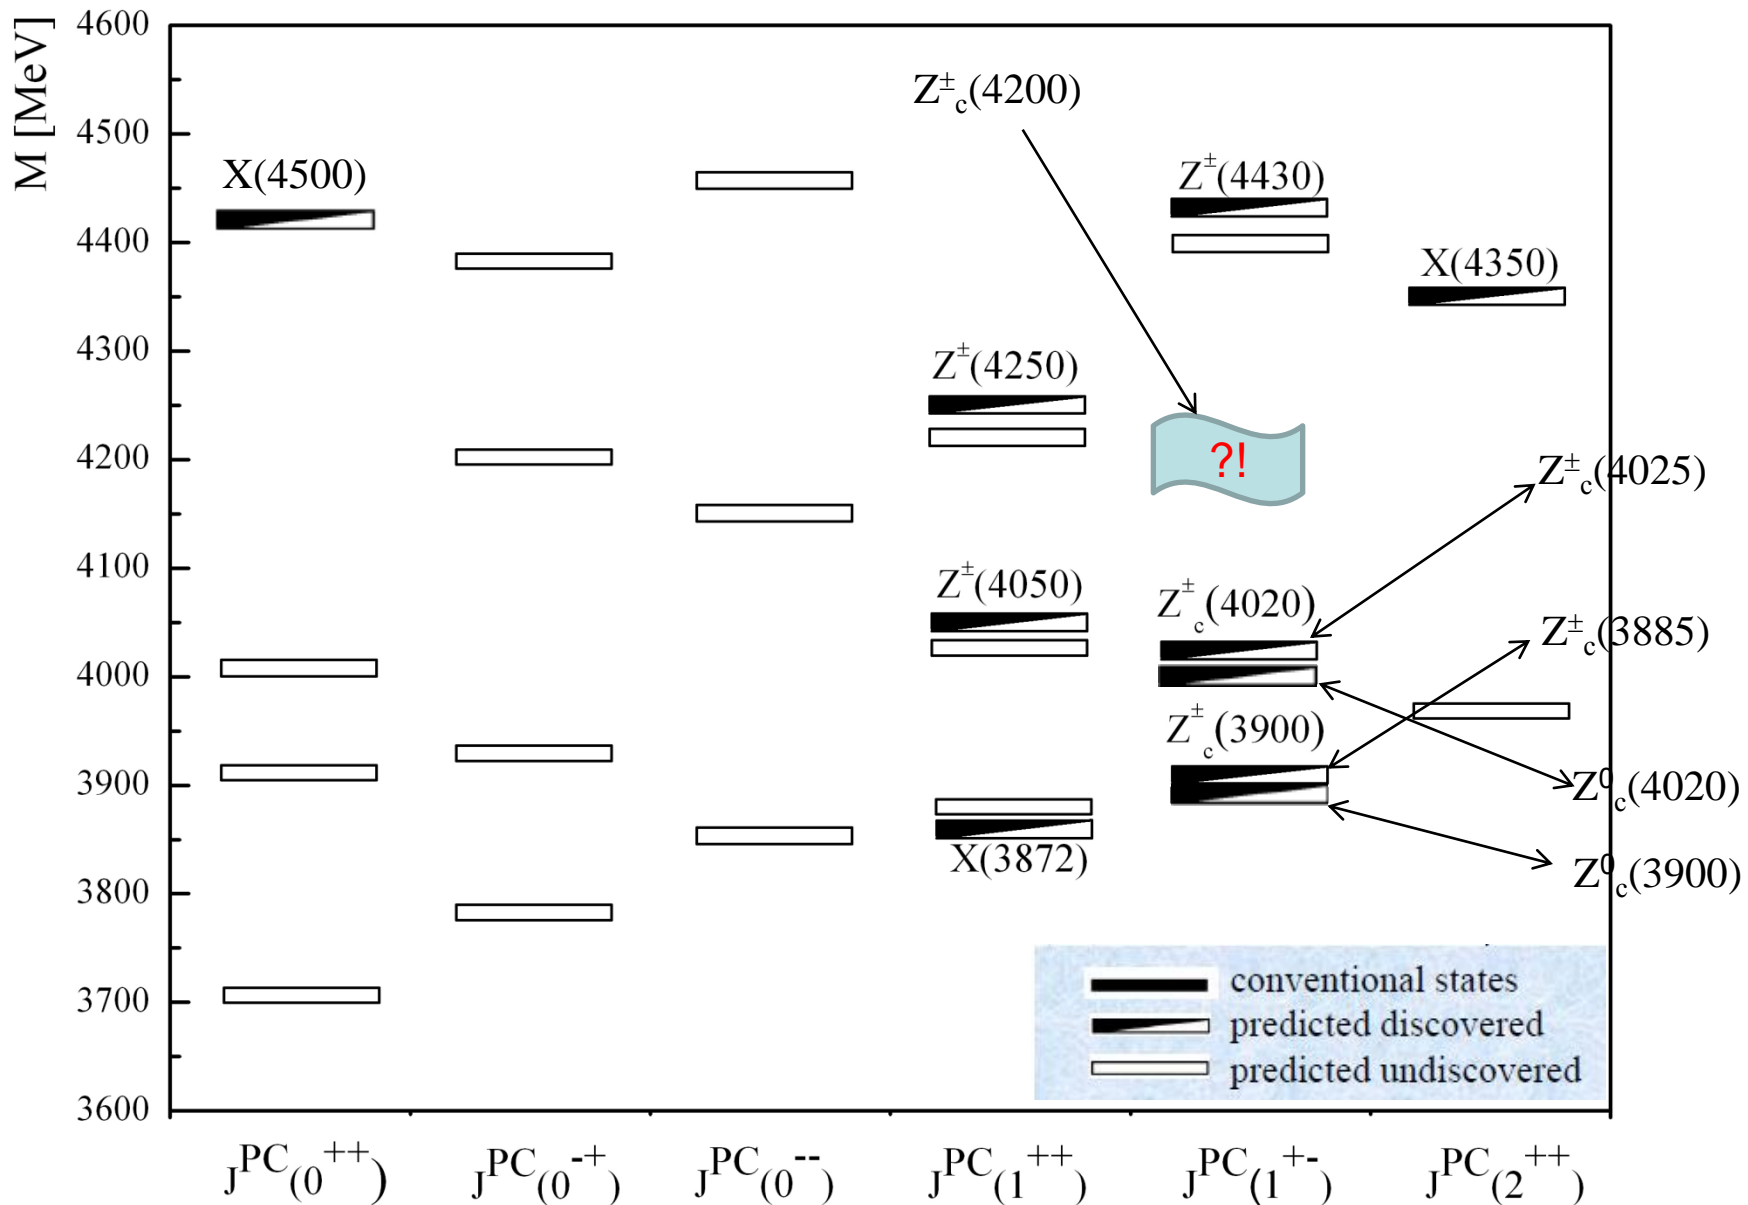 M [MeV]
4600
4500
4400
4300
4200
4100
4000
3900
3800
3700
3600
X(4500)
Z±c(4200)
Z±(4430)
X(4350)
Z±(4250)
?!
Z±c(4025)
Z±(4050)
Z±c(4020)
Z±c(3885)
Z±c(3900)
Z0c(4020)
X(3872)
Z0c(3900)
conventional states
predicted discovered
predicted undiscovered
JPC(0++)
JPC(0-+)
JPC(0--)
JPC(1++)
JPC(1+-)
JPC(2++)